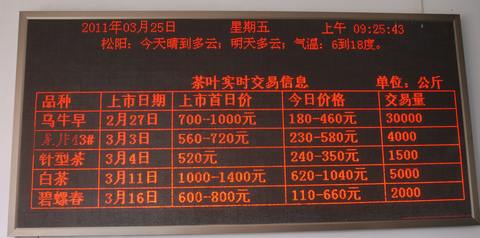 2011年03月25日 星期五 上午 09:25:43
松阳：今天晴到多云；明天多云；气温：6到18度。
茶叶实时交易信息 单位：公斤
品种 上市日期 上市首日价 今日价格 交易量
乌牛早 2月27日 700-1000元 180-460元 30000
43# 3月3日 560-720元 230-580元 4000
针型茶 3月4日 520元 240-350元 1500
白茶 3月11日 1000-1400元 620-1040元 5000
碧螺春 3月16日 600-800元 110-660元 2000